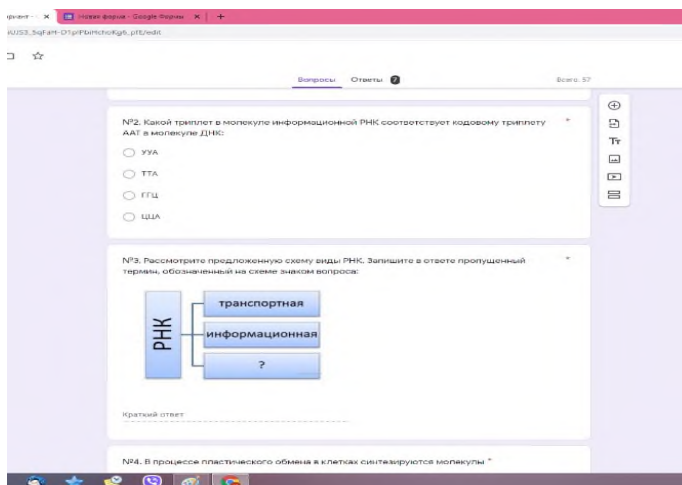 Новая форма - Google Формы
Вопросы Ответы 7 Всего: 57
№2. Какой триплет в молекуле информационной РНК соответствует кодовому триплету *
ААТ в молекуле ДНК:
УУА
ТТА
ГГЦ
ЦЦА
№3. Рассмотрите предложенную схему виды РНК. Запишите в ответе пропущенный *
термин, обозначенный на схеме знаком вопроса:
РНК
транспортная
информационная
?
Краткий ответ
№4. В процессе пластического обмена в клетках синтезируются молекулы *